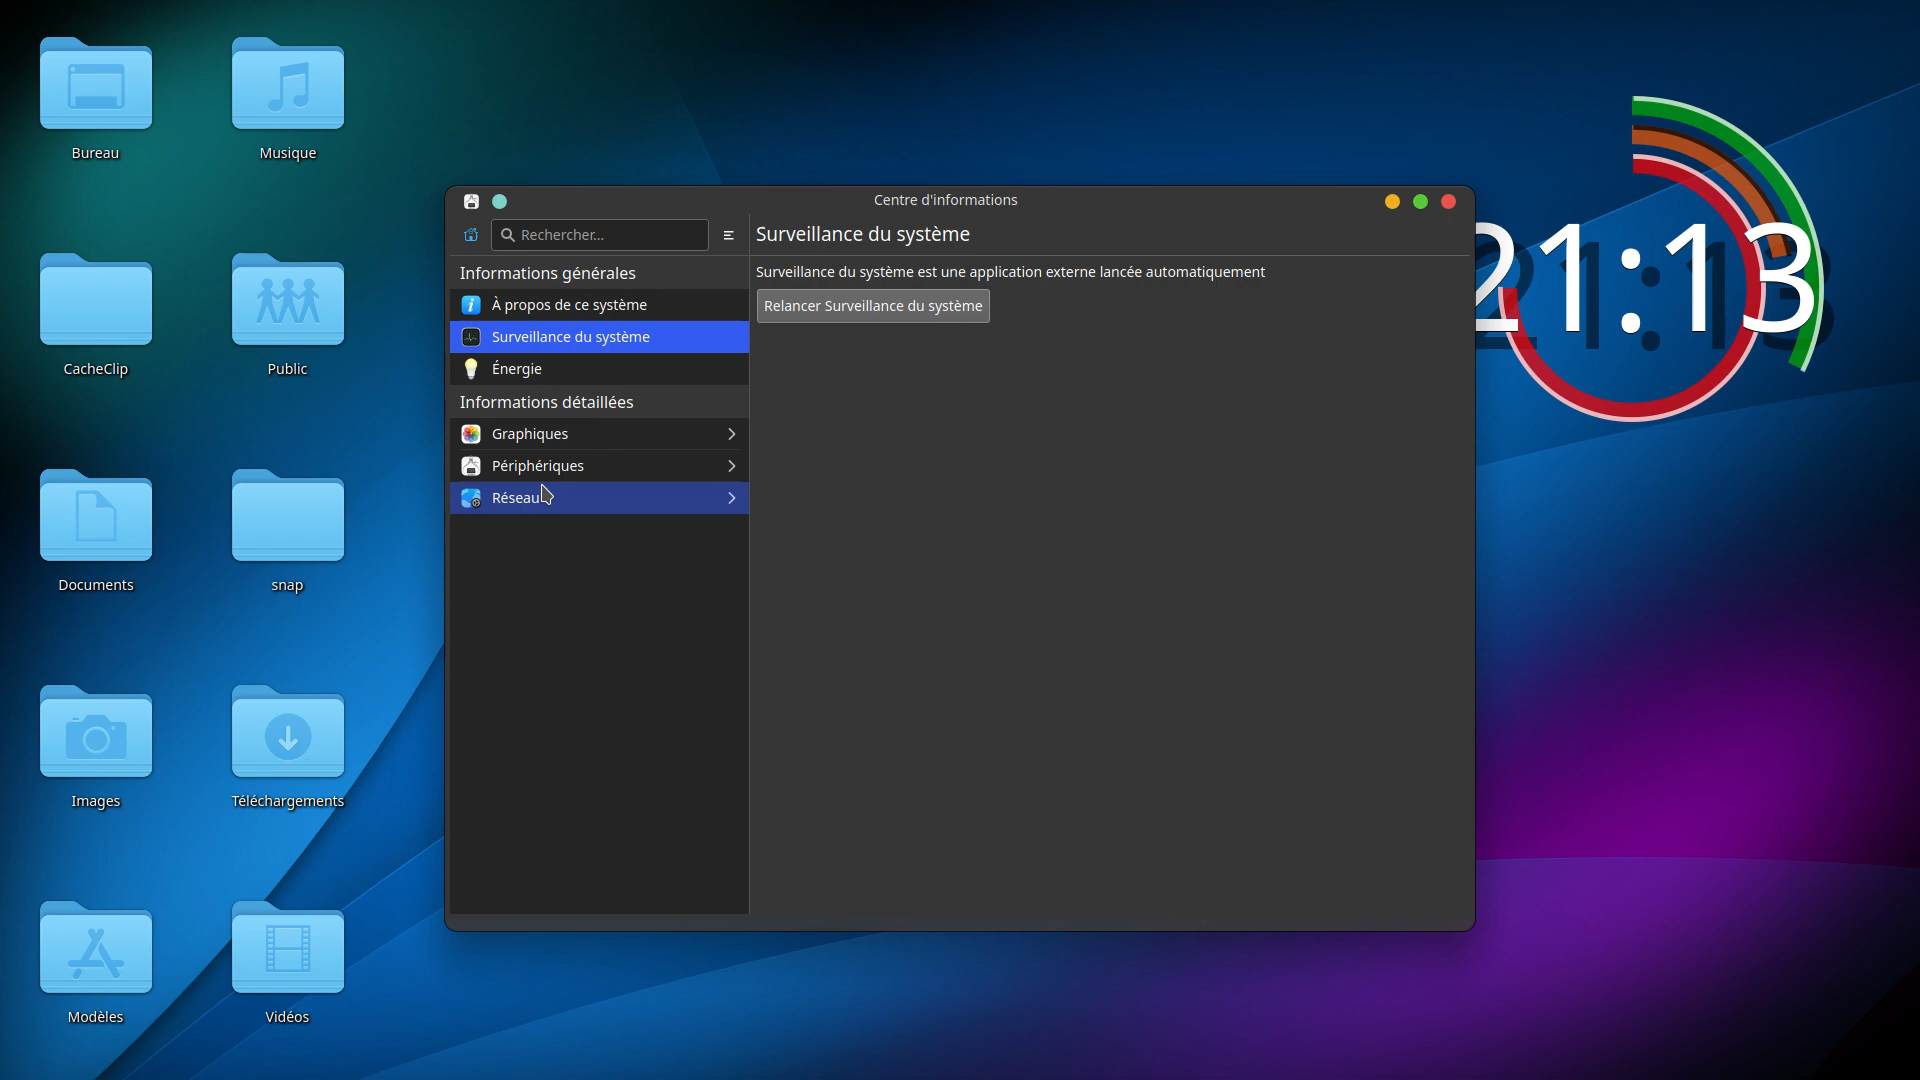 Bureau
Musique
CacheClip
Public
Documents
snap
Images
Téléchargements
Modèles
Vidéos
Centre d'informations
Rechercher...
Informations générales
À propos de ce système
Surveillance du système
Énergie
Informations détaillées
Graphiques
Périphériques
Réseau
Surveillance du système
Surveillance du système est une application externe lancée automatiquement
Relancer Surveillance du système
21:13